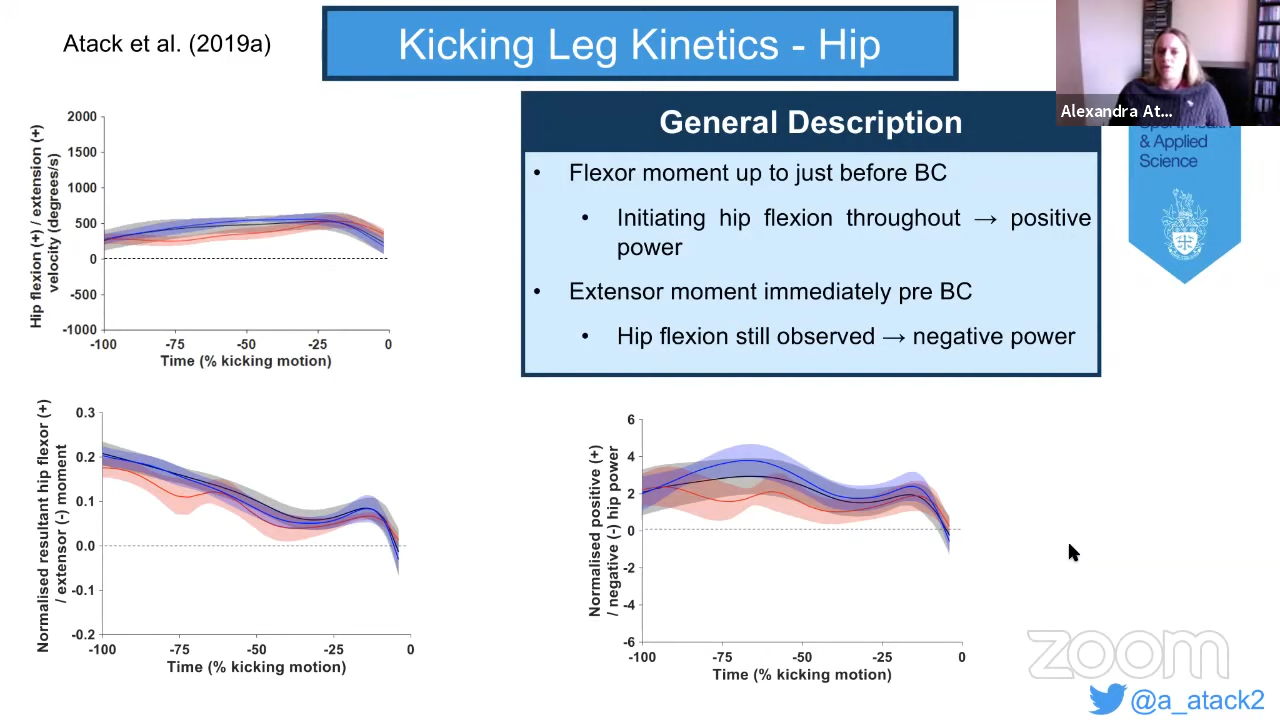 Atack et al. (2019a)
Kicking Leg Kinetics - Hip
Alexandra At...
& Applied
Science
General Description
• Flexor moment up to just before BC
• Initiating hip flexion throughout → positive
power
• Extensor moment immediately pre BC
• Hip flexion still observed → negative power
Hip flexion (+) / extension (+)
velocity (degrees/s)
2000
1500
1000
500
0
-500
-1000
-100 -75 -50 -25 0
Time (% kicking motion)
Normalised resultant hip flexor (+)
/ extensor (-) moment
0.3
0.2
0.1
0.0
-0.1
-0.2
-100 -75 -50 -25 0
Time (% kicking motion)
Normalised positive (+)
/ negative (-) hip power
6
4
2
0
-2
-4
-6
-100 -75 -50 -25 0
Time (% kicking motion)
zoom
@a_atack2